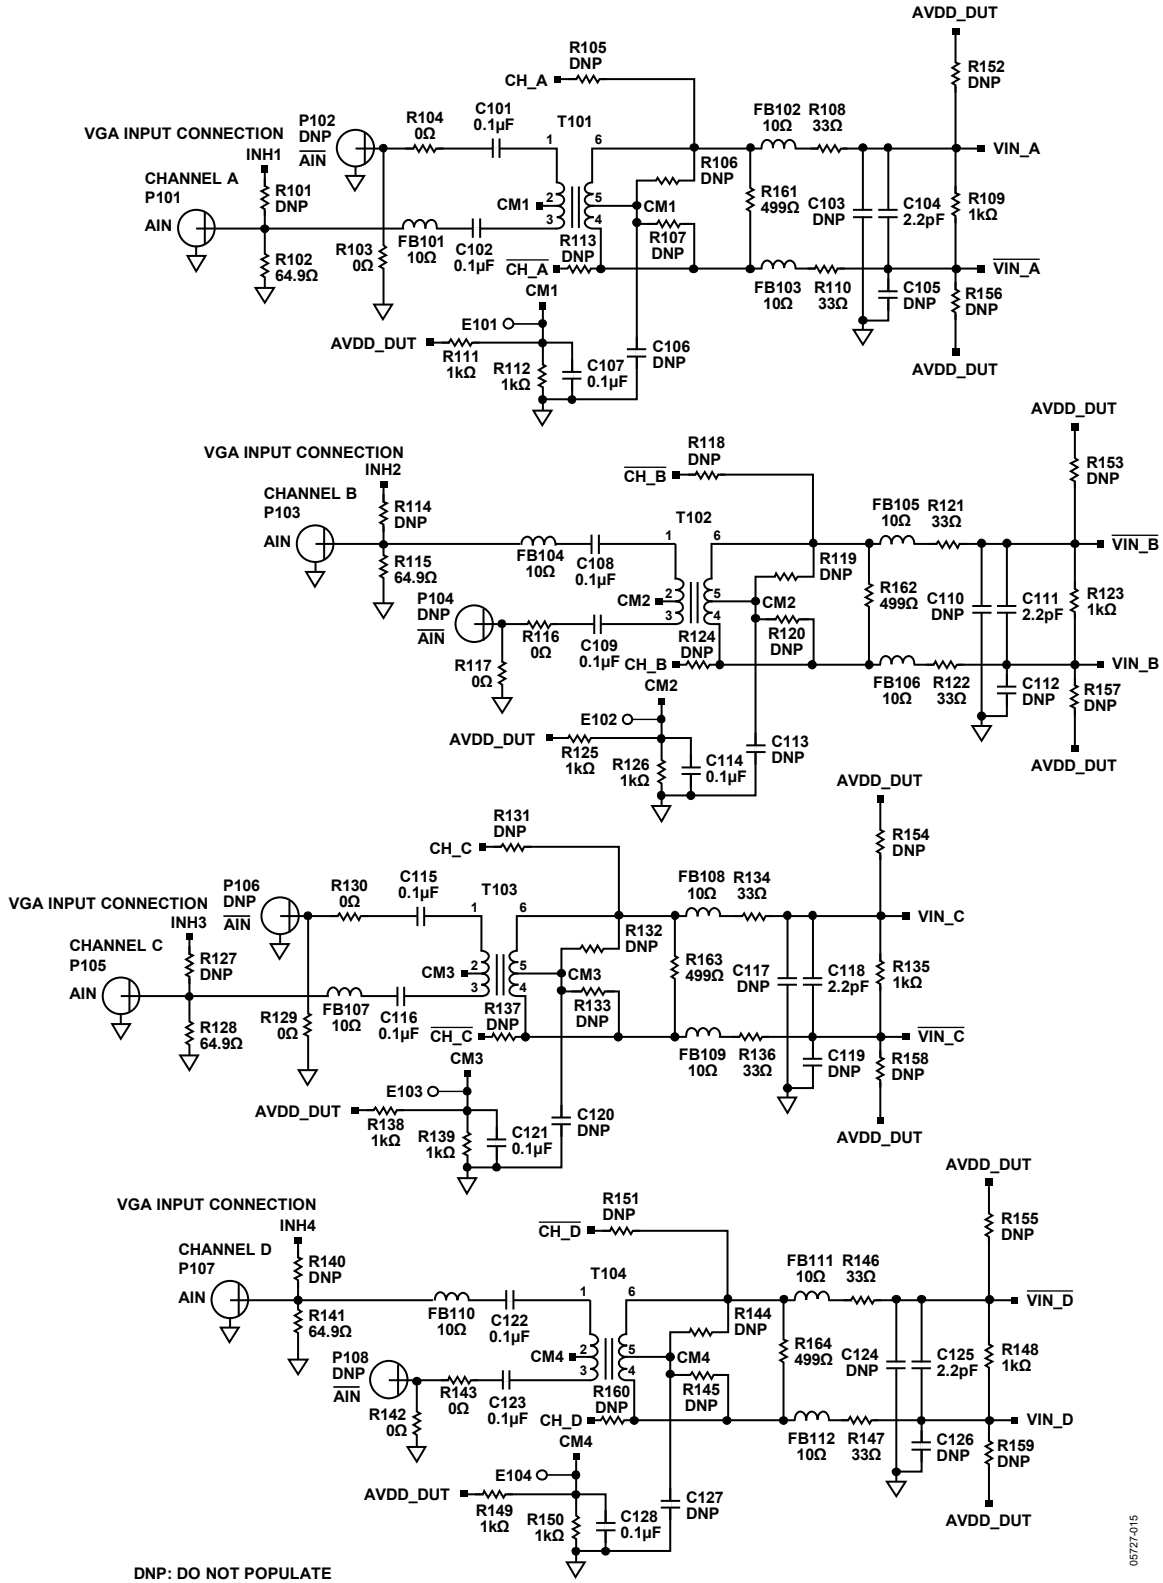 AVDD_DUT
R105
DNP
CH_A
R152
DNP
C101
0.1µF
P102
DNP
AIN
R104
0Ω
T101
FB102
10Ω
R108
33Ω
VGA INPUT CONNECTION
INH1
1
6
VIN_A
CHANNEL A
P101
R101
DNP
R106
DNP
AIN
CM1
2
5
CM1
R161
499Ω
C103
DNP
C104
2.2pF
R109
1kΩ
3
4
R107
DNP
R102
64.9Ω
R103
0Ω
FB101
10Ω
C102
0.1µF
R113
DNP
CH_A
VIN_A
FB103
10Ω
R110
33Ω
C105
DNP
R156
DNP
CM1
E101
AVDD_DUT
R111
1kΩ
R112
1kΩ
C107
0.1µF
C106
DNP
AVDD_DUT
AVDD_DUT
R118
DNP
CH_B
R153
DNP
VGA INPUT CONNECTION
INH2
CHANNEL B
P103
R114
DNP
AIN
T102
FB105
10Ω
R121
33Ω
1
6
VIN_B
R115
64.9Ω
FB104
10Ω
C108
0.1µF
R119
DNP
P104
DNP
AIN
CM2
2
5
CM2
R162
499Ω
C110
DNP
C111
2.2pF
R123
1kΩ
3
4
R116
0Ω
C109
0.1µF
R124
DNP
R120
DNP
R117
0Ω
CH_B
VIN_B
FB106
10Ω
R122
33Ω
C112
DNP
R157
DNP
CM2
E102
AVDD_DUT
R125
1kΩ
R126
1kΩ
C114
0.1µF
C113
DNP
AVDD_DUT
AVDD_DUT
R131
DNP
CH_C
R154
DNP
C115
0.1µF
P106
DNP
AIN
R130
0Ω
T103
FB108
10Ω
R134
33Ω
VGA INPUT CONNECTION
INH3
1
6
VIN_C
CHANNEL C
P105
R127
DNP
R132
DNP
AIN
CM3
2
5
CM3
R163
499Ω
C117
DNP
C118
2.2pF
R135
1kΩ
3
4
R133
DNP
R128
64.9Ω
R129
0Ω
FB107
10Ω
C116
0.1µF
R137
DNP
CH_C
VIN_C
FB109
10Ω
R136
33Ω
C119
DNP
R158
DNP
CM3
E103
AVDD_DUT
R138
1kΩ
R139
1kΩ
C121
0.1µF
C120
DNP
AVDD_DUT
AVDD_DUT
R151
DNP
CH_D
R155
DNP
VGA INPUT CONNECTION
INH4
CHANNEL D
P107
R140
DNP
AIN
T104
FB111
10Ω
R146
33Ω
1
6
VIN_D
R141
64.9Ω
FB110
10Ω
C122
0.1µF
R144
DNP
P108
DNP
AIN
CM4
2
5
CM4
R164
499Ω
C124
DNP
C125
2.2pF
R148
1kΩ
3
4
R143
0Ω
C123
0.1µF
R160
DNP
R145
DNP
R142
0Ω
CH_D
VIN_D
FB112
10Ω
R147
33Ω
C126
DNP
R159
DNP
CM4
E104
AVDD_DUT
R149
1kΩ
R150
1kΩ
C128
0.1µF
C127
DNP
AVDD_DUT
DNP: DO NOT POPULATE
05727-015